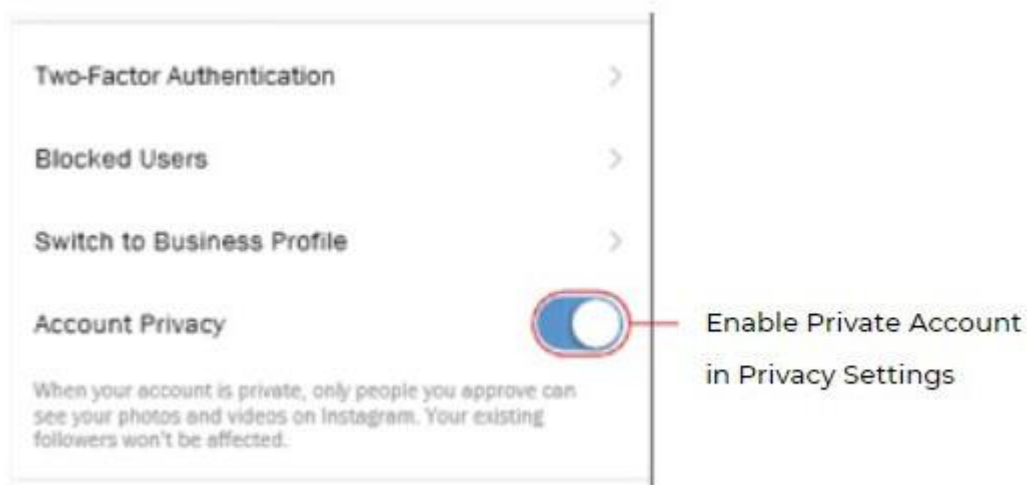 Two-Factor Authentication
Blocked Users
Switch to Business Profile
Account Privacy
Enable Private Account
in Privacy Settings
When your account is private, only people you approve can
see your photos and videos on Instagram. Your existing
followers won't be affected.